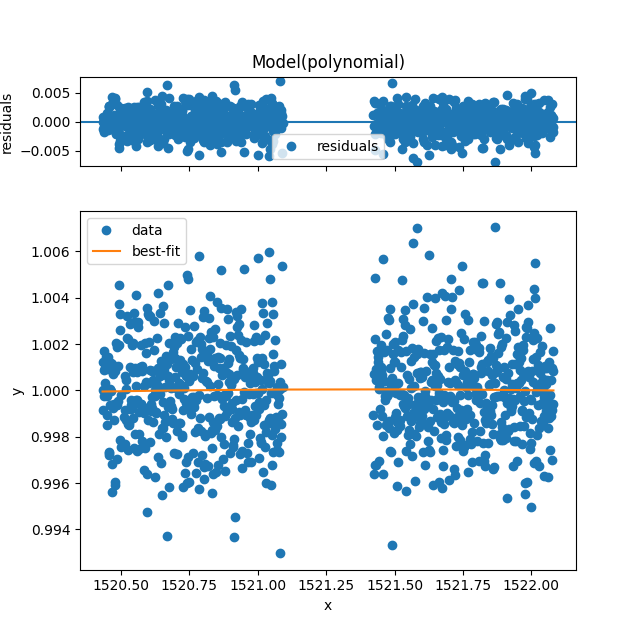 Model(polynomial)
residuals
0.005
0.000
−0.005
residuals
data
best-fit
y
1.006
1.004
1.002
1.000
0.998
0.996
0.994
1520.50 1520.75 1521.00 1521.25 1521.50 1521.75 1522.00
x